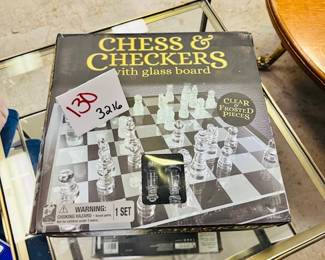 CHESS &
CHECKERS
with glass board
130
3216
CLEAR
&
FROSTED
PIECES
WARNING:
CHOKING HAZARD
1 SET